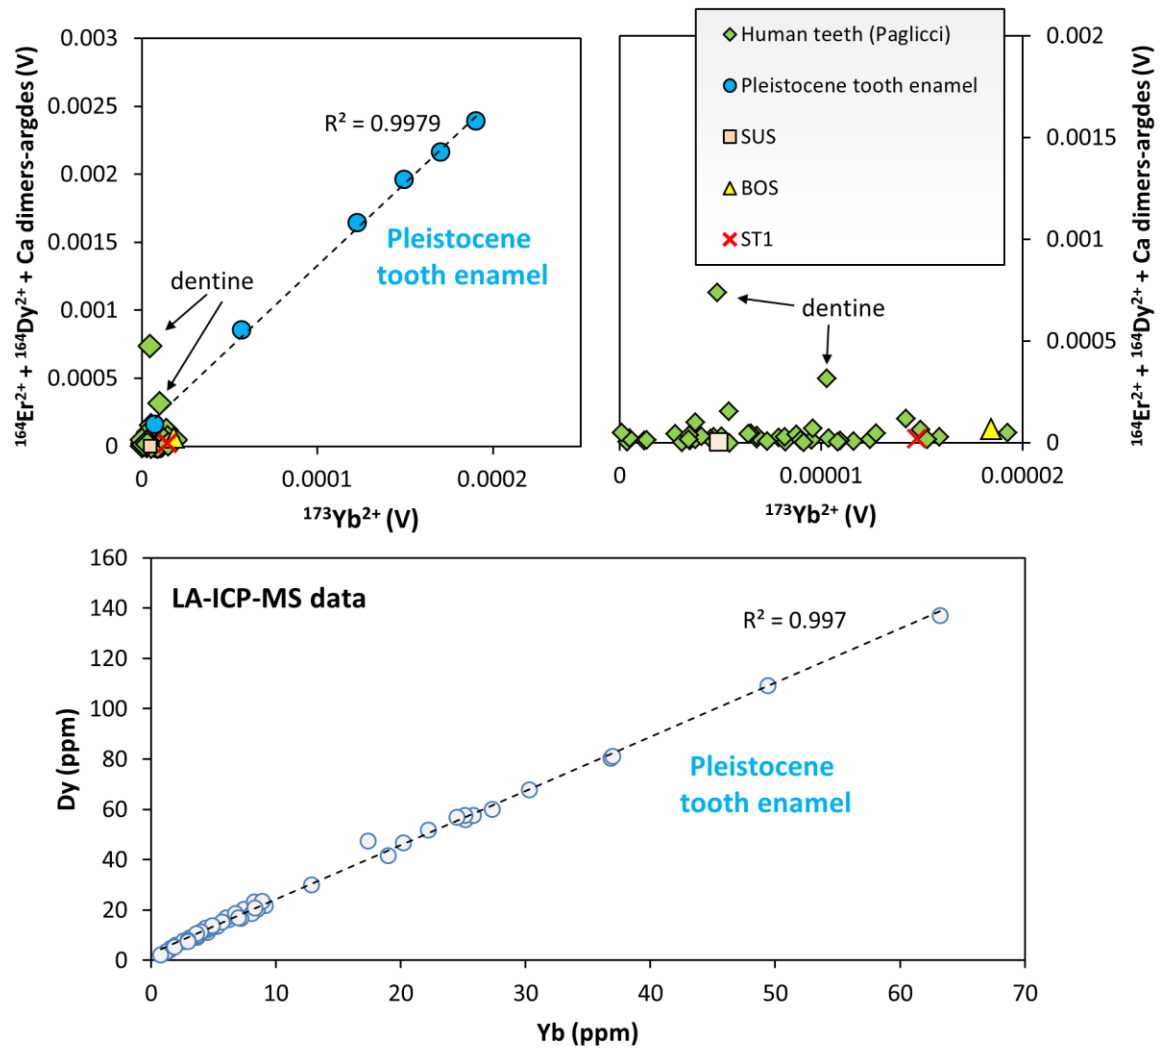 0.003
0.0025
0.002
0.0015
0.001
0.0005
0
¹⁶⁴Er²⁺ + ¹⁶⁴Dy²⁺ + Ca dimers-argdes (V)
R² = 0.9979
Pleistocene
tooth enamel
dentine
0
0.0001
0.0002
¹⁷³Yb²⁺ (V)
Human teeth (Paglicci)
Pleistocene tooth enamel
SUS
BOS
ST1
dentine
0.002
0.0015
0.001
0.0005
0
¹⁶⁴Er²⁺ + ¹⁶⁴Dy²⁺ + Ca dimers-argdes (V)
0
0.00001
0.00002
¹⁷³Yb²⁺ (V)
160
140
120
100
80
60
40
20
0
Dy (ppm)
LA-ICP-MS data
R² = 0.997
Pleistocene
tooth enamel
0
10
20
30
40
50
60
70
Yb (ppm)